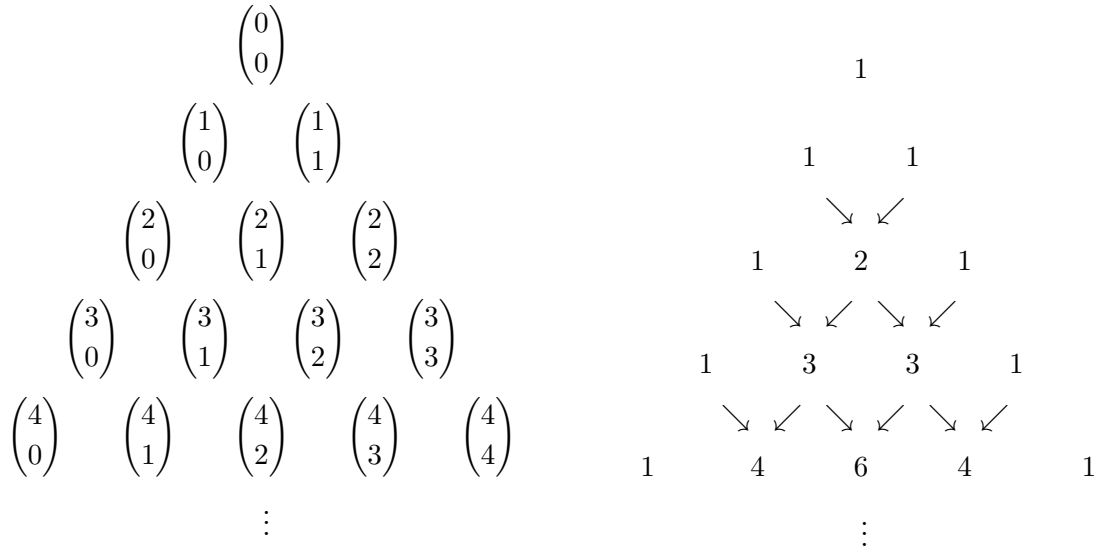 (0 0)
(1 0) (1 1)
(2 0) (2 1) (2 2)
(3 0) (3 1) (3 2) (3 3)
(4 0) (4 1) (4 2) (4 3) (4 4)
⋮
1
1 1
↘ ↙
1 2 1
↘ ↙ ↘ ↙
1 3 3 1
↘ ↙ ↘ ↙ ↘ ↙
1 4 6 4 1
⋮